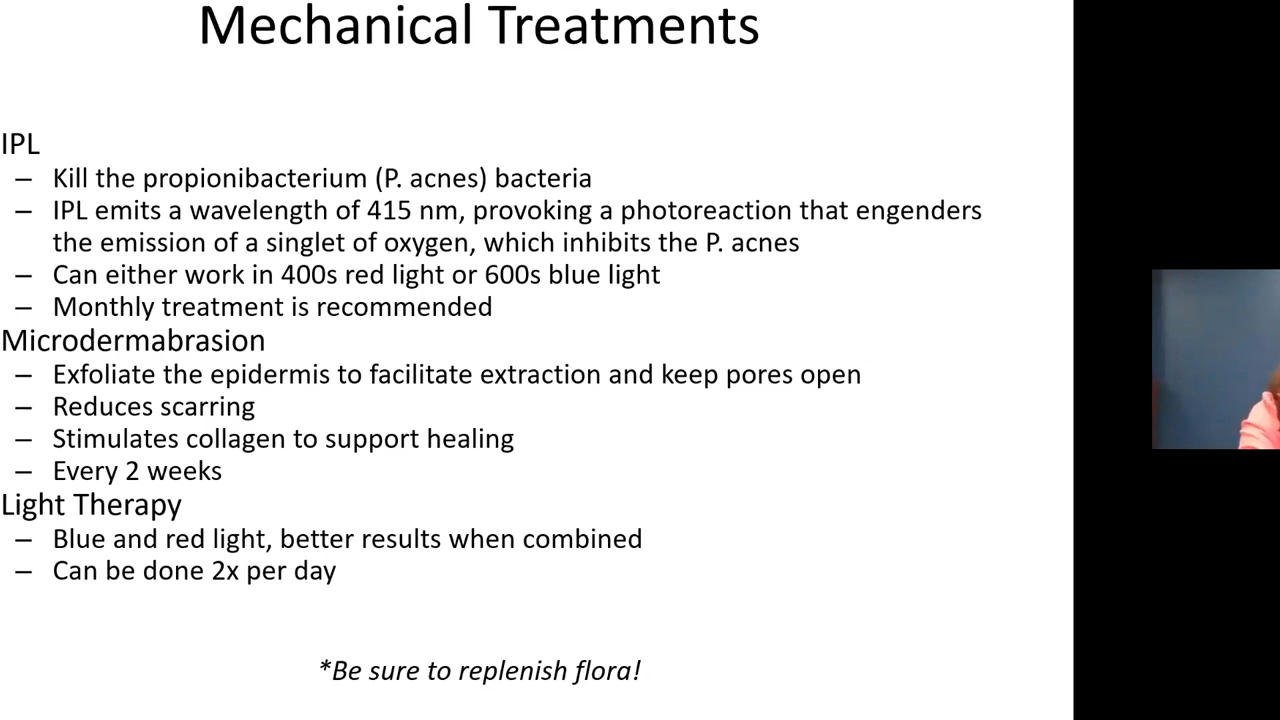 Mechanical Treatments
IPL
– Kill the propionibacterium (P. acnes) bacteria
– IPL emits a wavelength of 415 nm, provoking a photoreaction that engenders
the emission of a singlet of oxygen, which inhibits the P. acnes
– Can either work in 400s red light or 600s blue light
– Monthly treatment is recommended
Microdermabrasion
– Exfoliate the epidermis to facilitate extraction and keep pores open
– Reduces scarring
– Stimulates collagen to support healing
– Every 2 weeks
Light Therapy
– Blue and red light, better results when combined
– Can be done 2x per day
*Be sure to replenish flora!